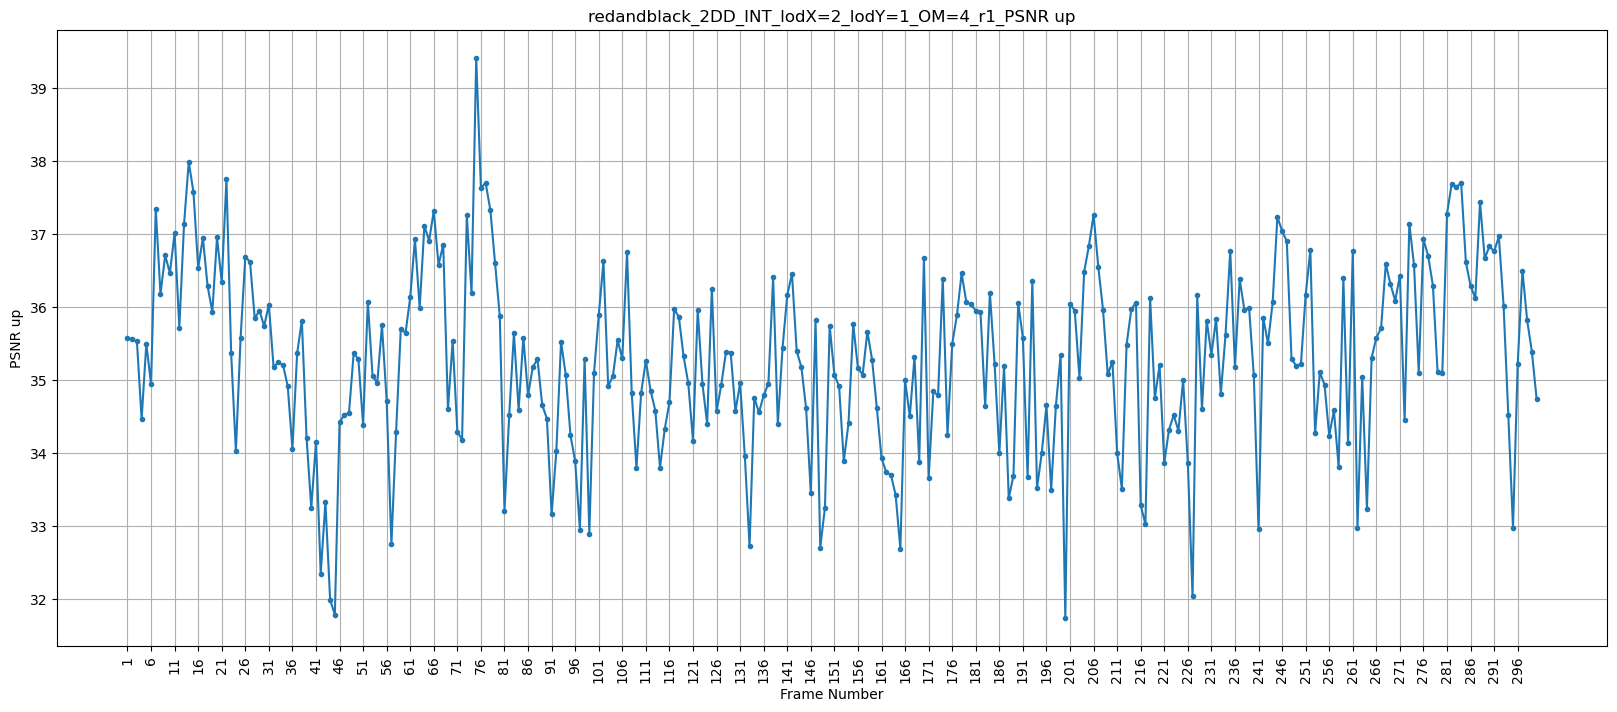 redandblack_2DD_INT_lodX=2_lodY=1_OM=4_r1_PSNR up
39
38
37
36
35
34
33
32
PSNR up
1 6 11 16 21 26 31 36 41 46 51 56 61 66 71 76 81 86 91 96 101 106 111 116 121 126 131 136 141 146 151 156 161 166 171 176 181 186 191 196 201 206 211 216 221 226 231 236 241 246 251 256 261 266 271 276 281 286 291 296
Frame Number